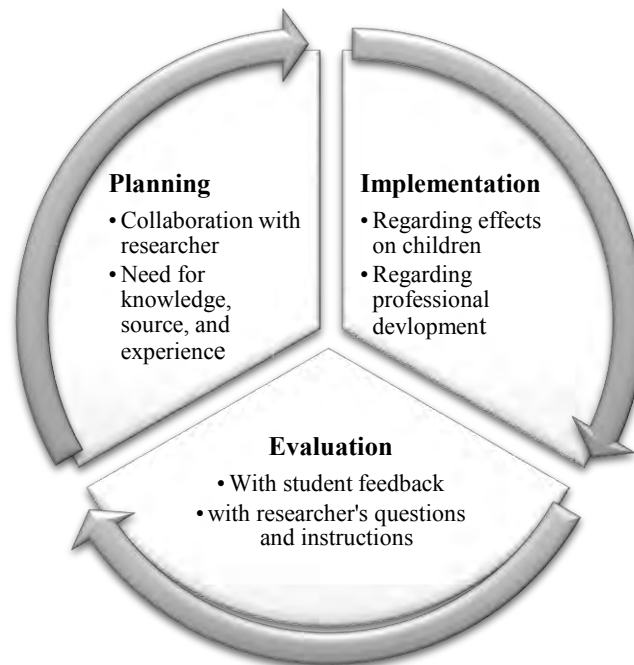 Planning
• Collaboration with
researcher
• Need for
knowledge,
source, and
experience
Implementation
• Regarding effects
on children
• Regarding
professional
devlopment
Evaluation
• With student feedback
• with researcher's questions
and instructions